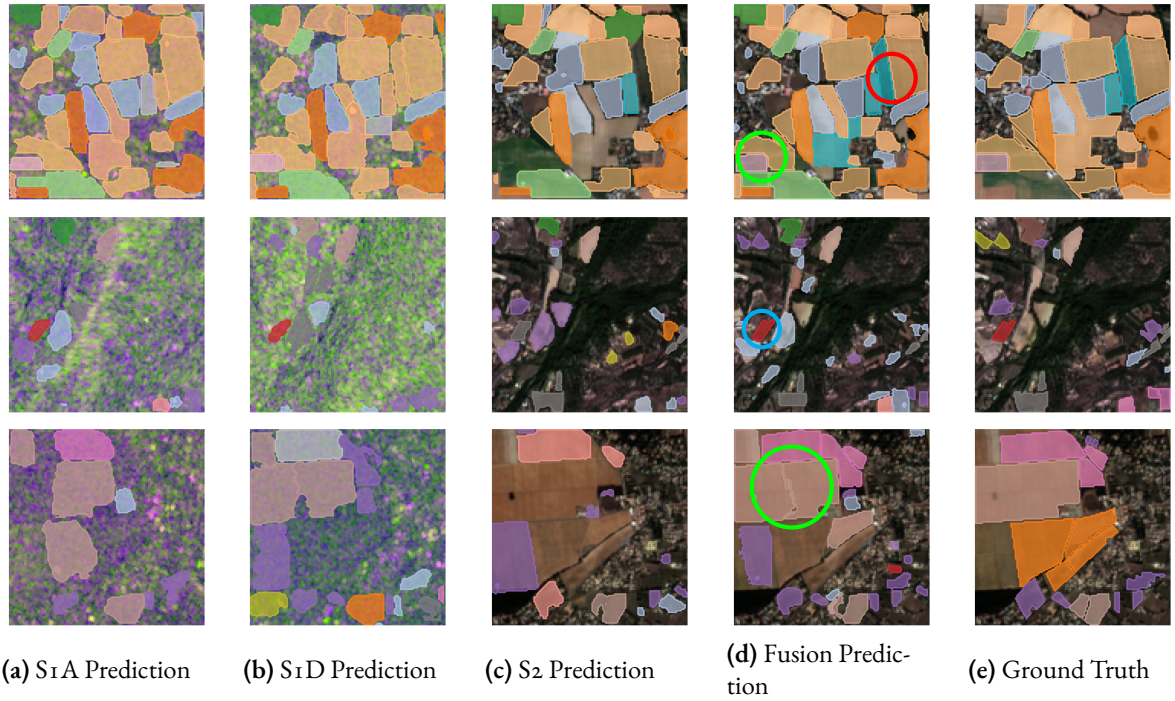 (a) S1A Prediction
(b) S1D Prediction
(c) S2 Prediction
(d) Fusion Predic-
tion
(e) Ground Truth